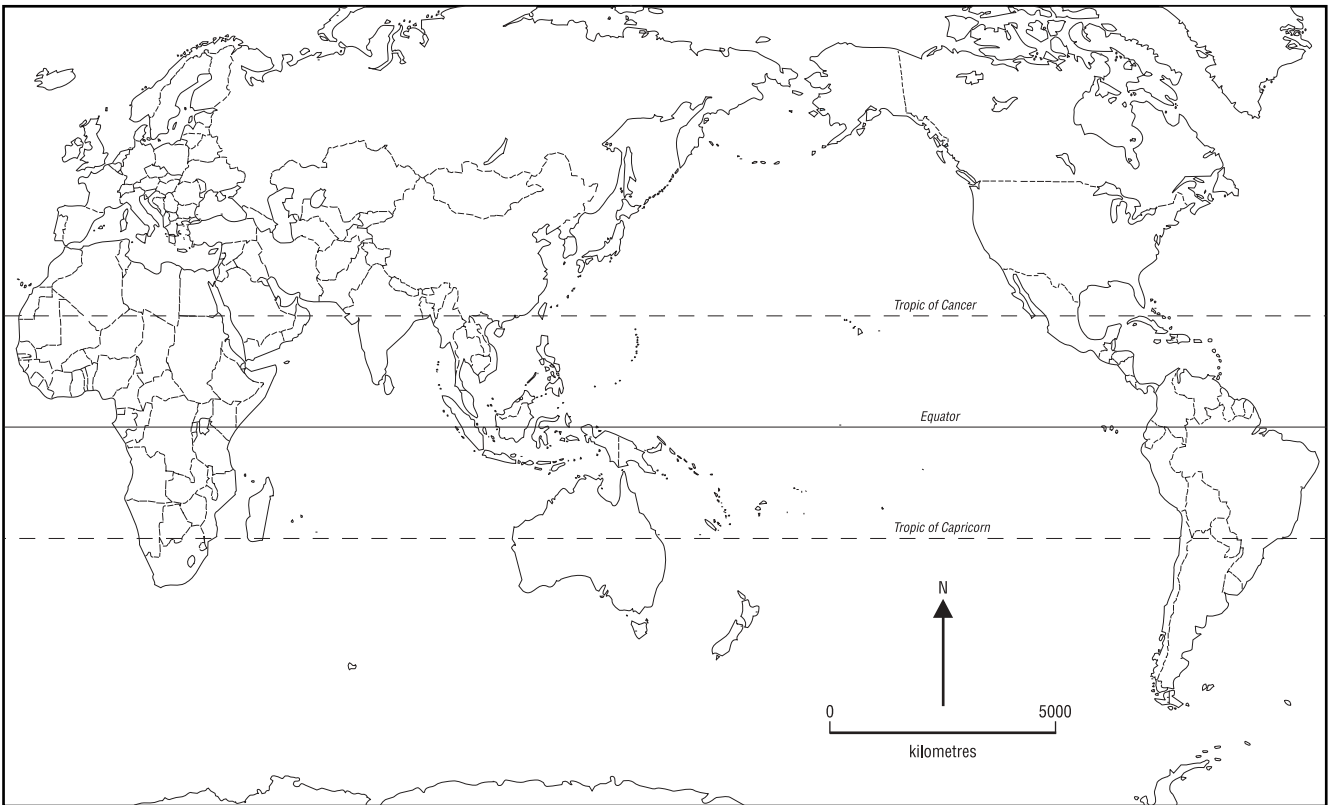 Tropic of Cancer
Equator
Tropic of Capricorn
N
0 5000
kilometres